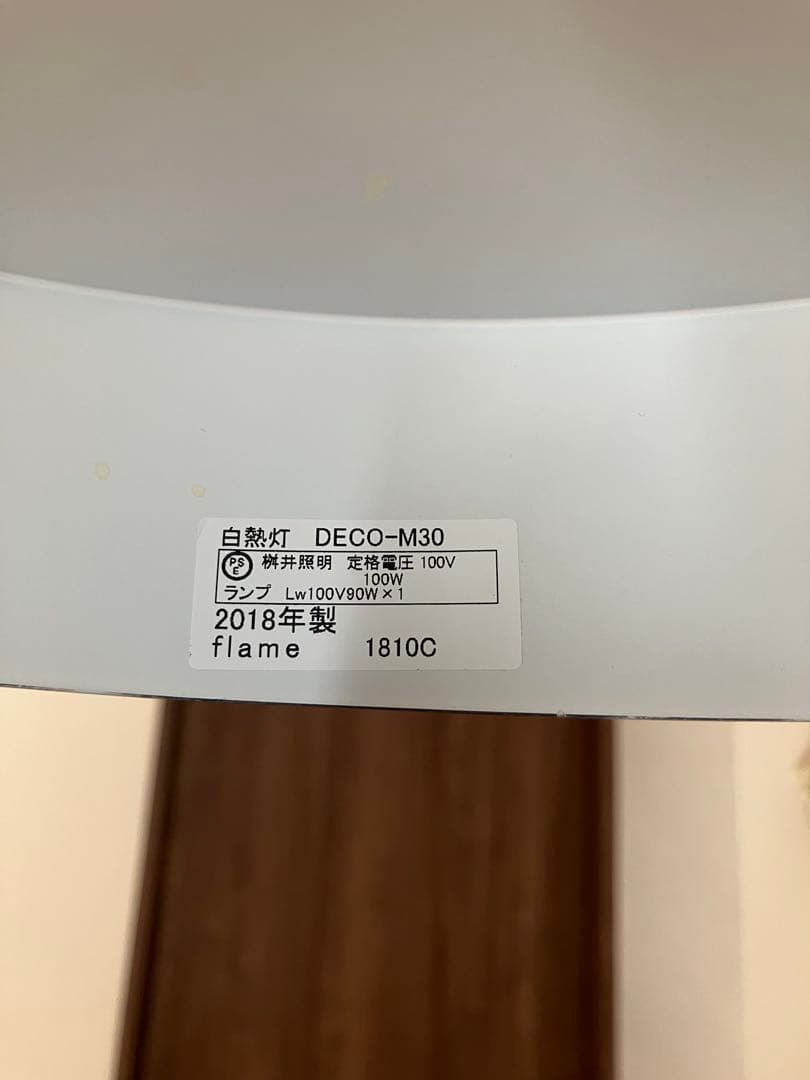 白熱灯 DECO-M30
PS
E
桝井照明 定格電圧 100V
100W
ランプ Lw100V90W×1
2018年製
flame 1810C